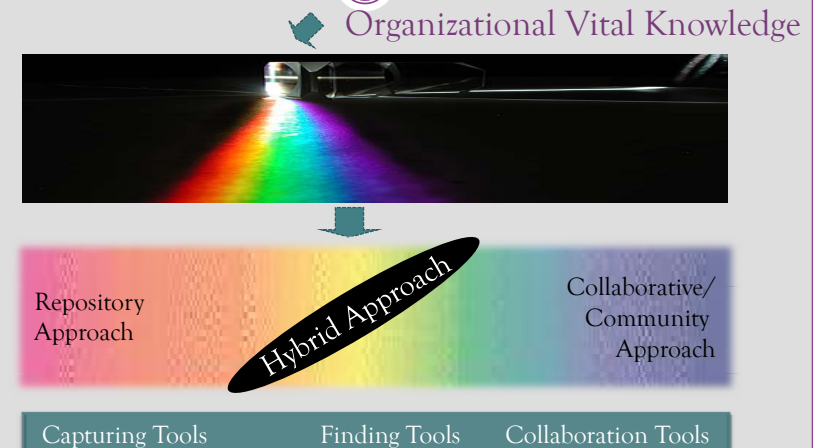 Organizational Vital Knowledge
Repository
Approach
Hybrid Approach
Collaborative/
Community
Approach
Capturing Tools Finding Tools Collaboration Tools